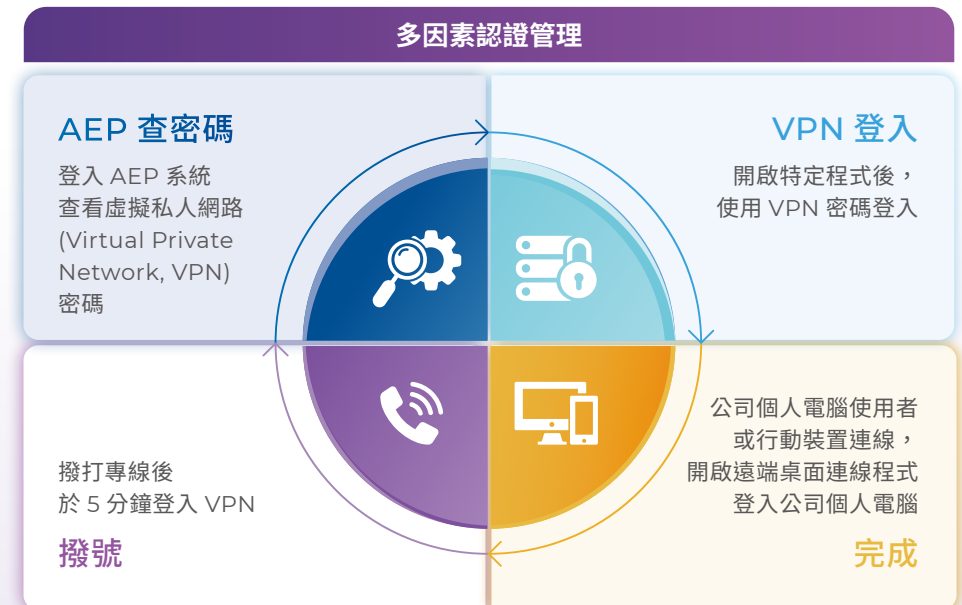 多因素認證管理
AEP 查密碼
登入 AEP 系統
查看虛擬私人網路
(Virtual Private
Network, VPN)
密碼
VPN 登入
開啟特定程式後，
使用 VPN 密碼登入
撥打專線後
於 5 分鐘登入 VPN
撥號
公司個人電腦使用者
或行動裝置連線，
開啟遠端桌面連線程式
登入公司個人電腦
完成